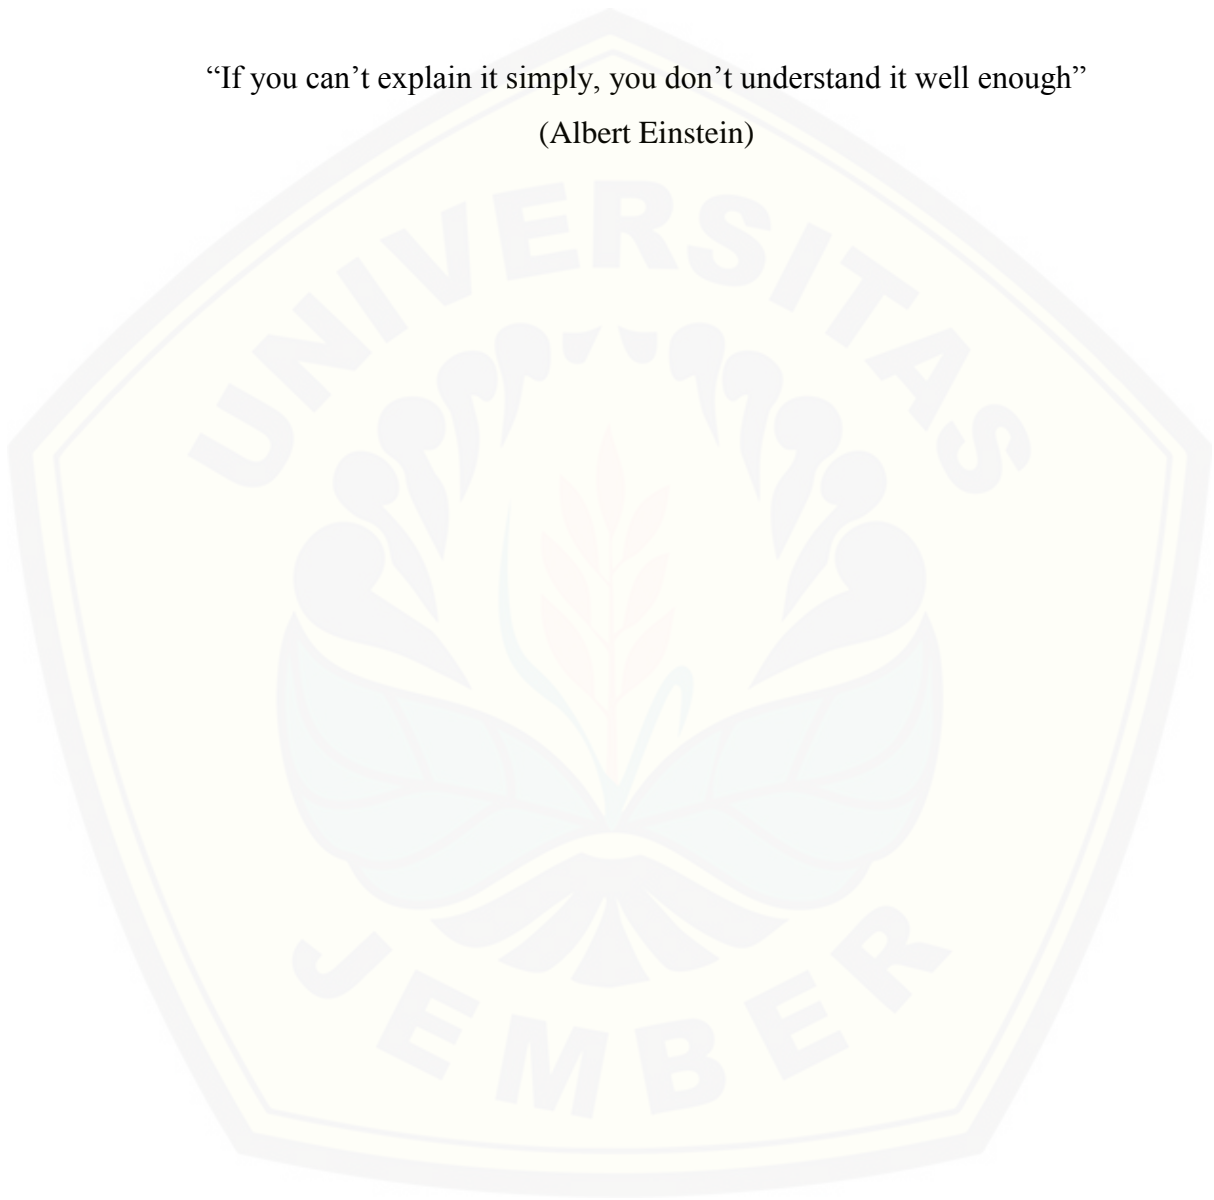 “If you can’t explain it simply, you don’t understand it well enough”
(Albert Einstein)
UNIVERSITAS
JEMBER